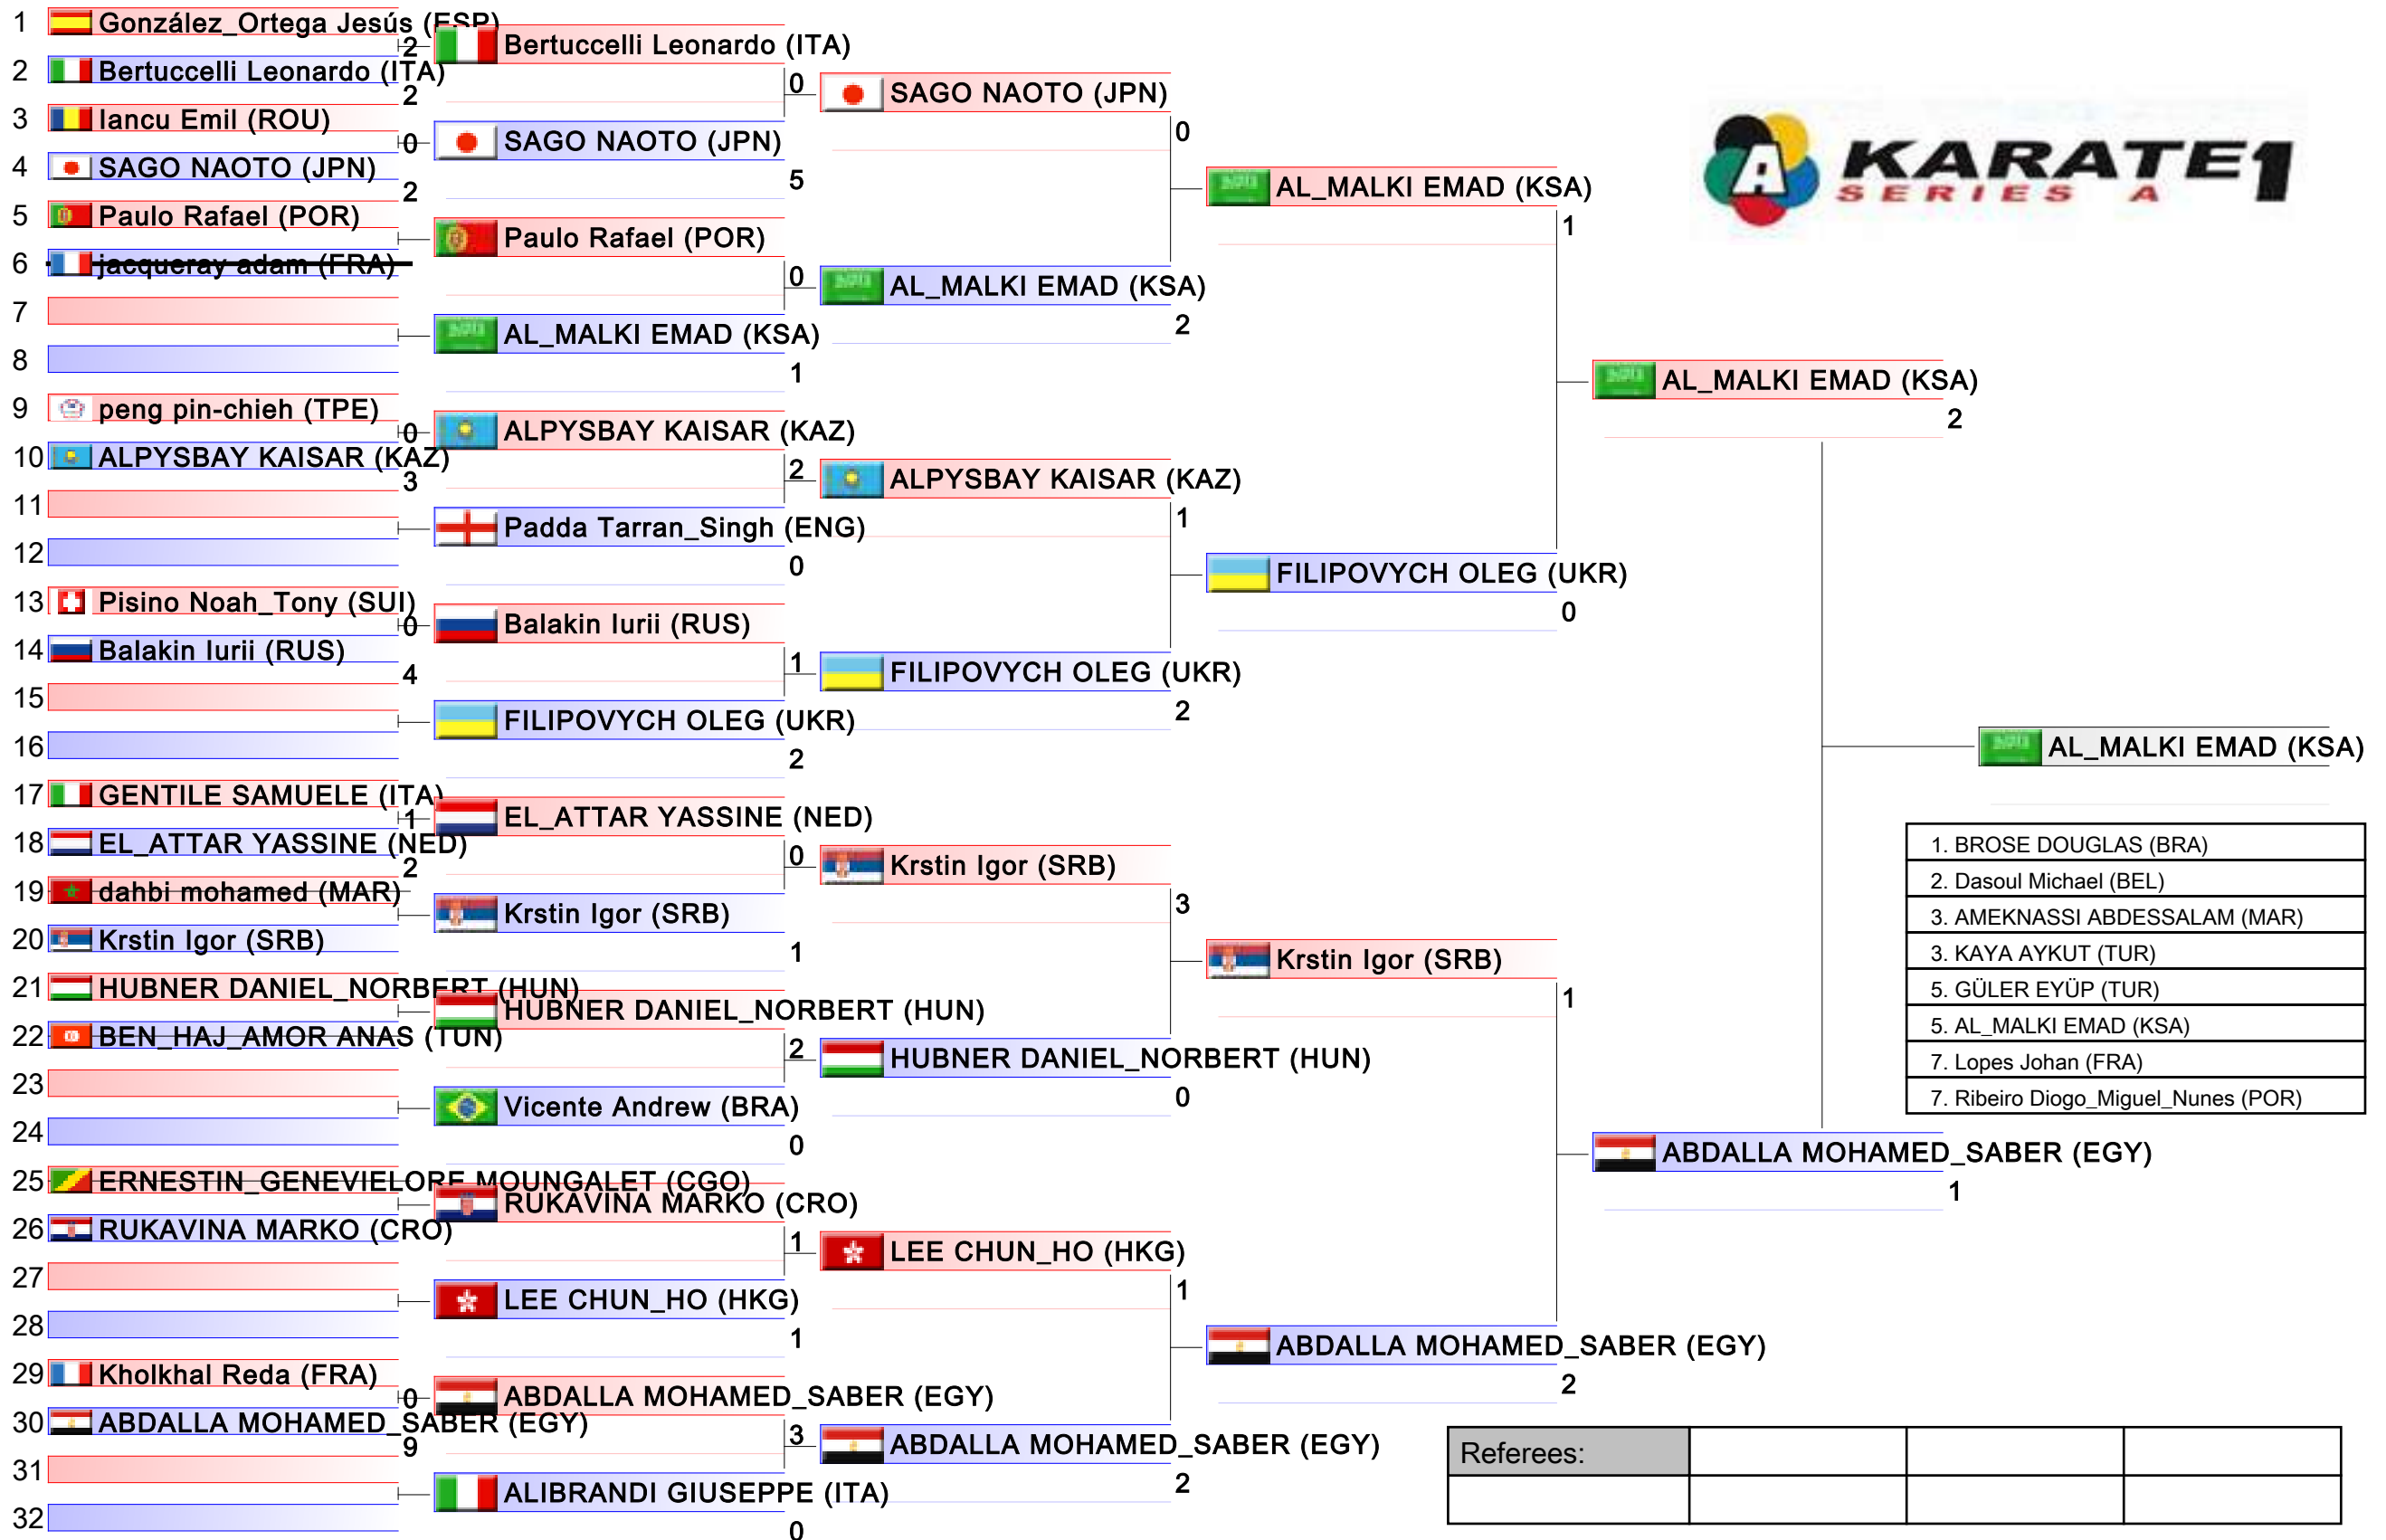 1 González_Ortega Jesús (ESP)
2
2 Bertuccelli Leonardo (ITA)
2
3 Iancu Emil (ROU)
0
4 SAGO NAOTO (JPN)
2
5 Paulo Rafael (POR)
6 jacqueray adam (FRA)
7
8
9 peng pin-chieh (TPE)
0
10 ALPYSBAY KAISAR (KAZ)
3
11
12
13 Pisino Noah_Tony (SUI)
0
14 Balakin Iurii (RUS)
4
15
16
17 GENTILE SAMUELE (ITA)
1
18 EL_ATTAR YASSINE (NED)
2
19 dahbi mohamed (MAR)
20 Krstin Igor (SRB)
21 HUBNER DANIEL_NORBERT (HUN)
22 BEN_HAJ_AMOR ANAS (TUN)
23
24
25 ERNESTIN_GENEVIELORE MOUNGALET (CGO)
26 RUKAVINA MARKO (CRO)
27
28
29 Kholkhal Reda (FRA)
0
30 ABDALLA MOHAMED_SABER (EGY)
9
31
32
Bertuccelli Leonardo (ITA)
0
SAGO NAOTO (JPN)
5
Paulo Rafael (POR)
0
AL_MALKI EMAD (KSA)
1
ALPYSBAY KAISAR (KAZ)
2
Padda Tarran_Singh (ENG)
0
Balakin Iurii (RUS)
1
FILIPOVYCH OLEG (UKR)
2
EL_ATTAR YASSINE (NED)
0
Krstin Igor (SRB)
1
HUBNER DANIEL_NORBERT (HUN)
2
Vicente Andrew (BRA)
0
RUKAVINA MARKO (CRO)
1
LEE CHUN_HO (HKG)
1
ABDALLA MOHAMED_SABER (EGY)
3
ALIBRANDI GIUSEPPE (ITA)
0
SAGO NAOTO (JPN)
0
AL_MALKI EMAD (KSA)
2
ALPYSBAY KAISAR (KAZ)
1
FILIPOVYCH OLEG (UKR)
2
Krstin Igor (SRB)
3
HUBNER DANIEL_NORBERT (HUN)
0
LEE CHUN_HO (HKG)
1
ABDALLA MOHAMED_SABER (EGY)
2
AL_MALKI EMAD (KSA)
1
FILIPOVYCH OLEG (UKR)
0
Krstin Igor (SRB)
1
ABDALLA MOHAMED_SABER (EGY)
2
AL_MALKI EMAD (KSA)
2
ABDALLA MOHAMED_SABER (EGY)
1
A KARATE1
SERIES A
AL_MALKI EMAD (KSA)
1. BROSE DOUGLAS (BRA)
2. Dasoul Michael (BEL)
3. AMEKNASSI ABDESSALAM (MAR)
3. KAYA AYKUT (TUR)
5. GÜLER EYÜP (TUR)
5. AL_MALKI EMAD (KSA)
7. Lopes Johan (FRA)
7. Ribeiro Diogo_Miguel_Nunes (POR)
Referees: